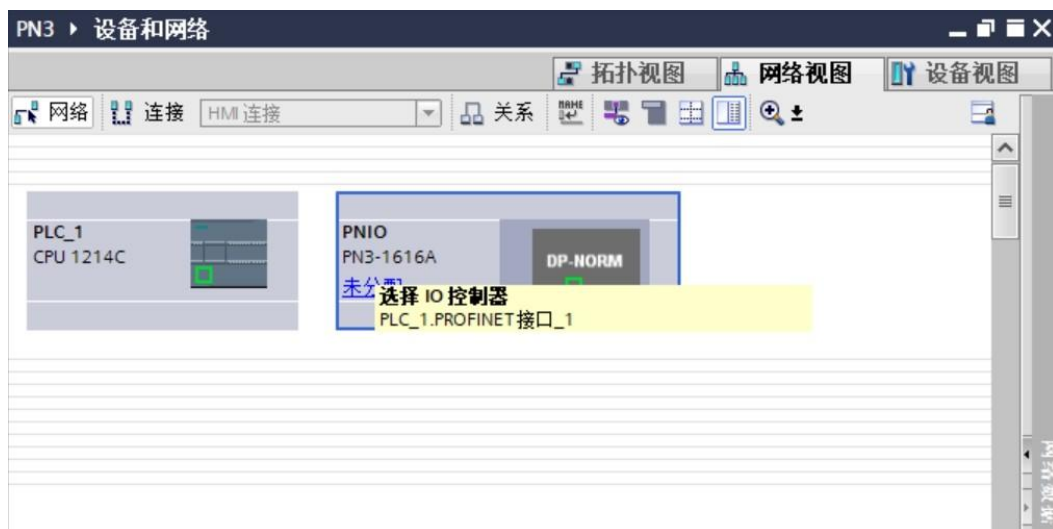 PN3 ▸ 设备和网络
拓扑视图 网络视图 设备视图
网络 连接 HMI 连接 关系
PLC_1
CPU 1214C
PNIO
PN3-1616A
DP-NORM
选择 IO 控制器
PLC_1.PROFINET接口_1